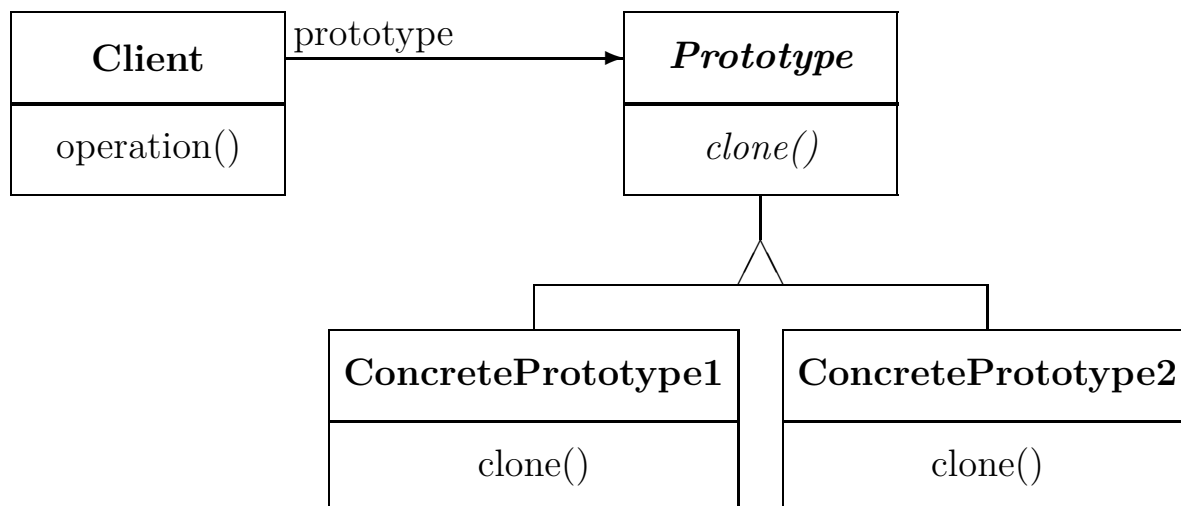 Client
prototype
Prototype
operation()
clone()
ConcretePrototype1
ConcretePrototype2
clone()
clone()